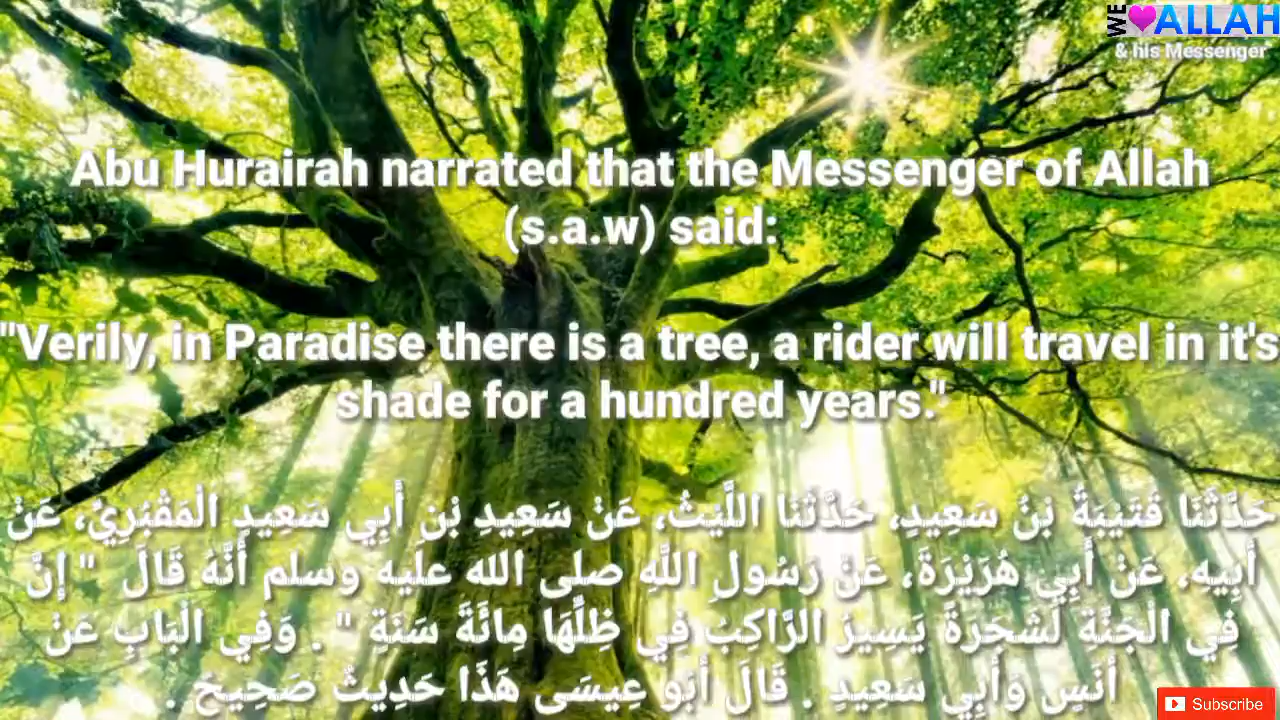 WE ♥ ALLAH
& his Messenger
Abu Hurairah narrated that the Messenger of Allah
(s.a.w) said:
"Verily, in Paradise there is a tree, a rider will travel in it's
shade for a hundred years."
حَدَّثَنَا قُتَيْبَةُ بْنُ سَعِيدٍ، حَدَّثَنَا اللَّيْثُ، عَنْ سَعِيدِ بْنِ أَبِي سَعِيدٍ الْمَقْبُرِيِّ، عَنْ
أَبِيهِ، عَنْ أَبِي هُرَيْرَةَ، عَنْ رَسُولِ اللَّهِ صلى الله عليه وسلم أَنَّهُ قَالَ " إِنَّ
فِي الْجَنَّةِ لَشَجَرَةً يَسِيرُ الرَّاكِبُ فِي ظِلِّهَا مِائَةَ سَنَةٍ " . وَفِي الْبَابِ عَنْ
أَنَسٍ وَأَبِي سَعِيدٍ . قَالَ أَبُو عِيسَى هَذَا حَدِيثٌ صَحِيحٌ .
Subscribe